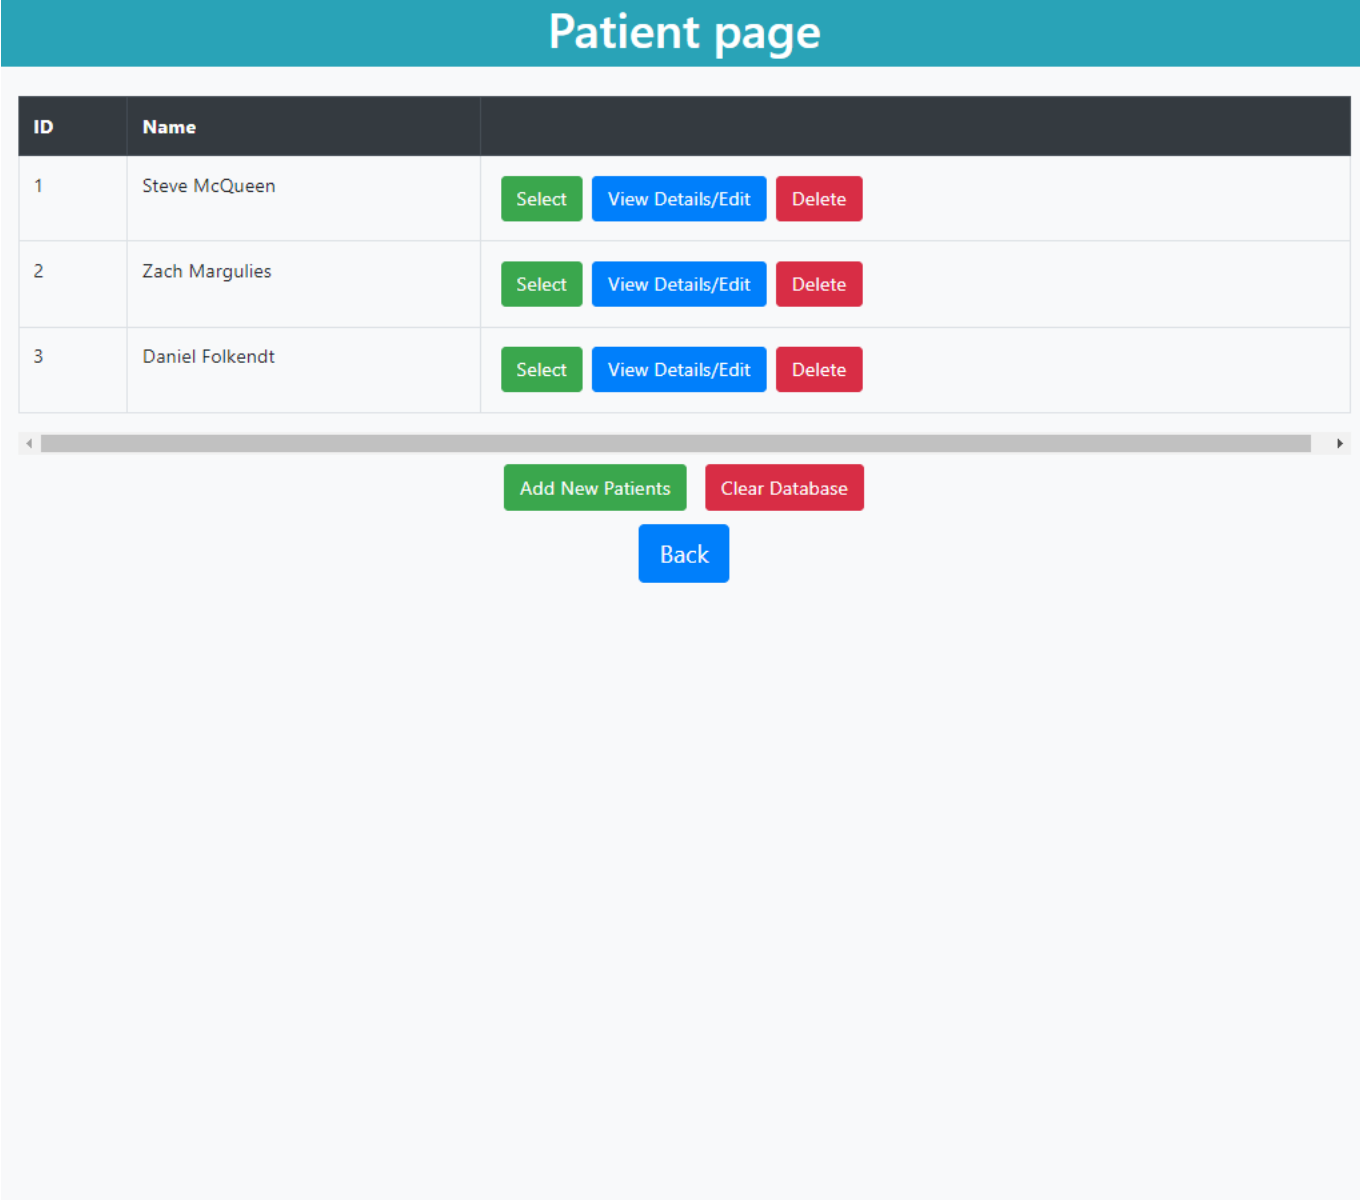 Patient page
ID Name
1 Steve McQueen Select View Details/Edit Delete
2 Zach Margulies Select View Details/Edit Delete
3 Daniel Folkendt Select View Details/Edit Delete
Add New Patients Clear Database
Back